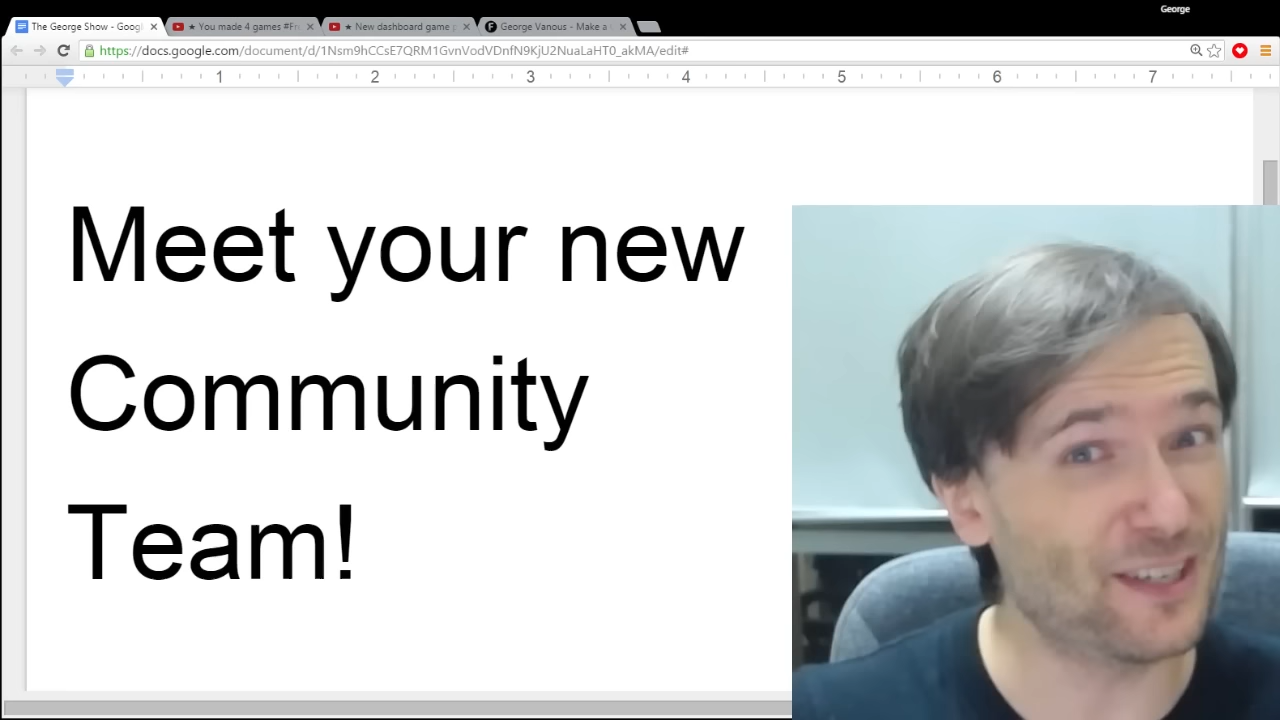 George
The George Show - Googl
★ You made 4 games #Fr
★ New dashboard game p
George Vanous - Make a
https://docs.google.com/document/d/1Nsm9hCCsE7QRM1GvnVodVDnfN9KjU2NuaLaHT0_akMA/edit#
1 2 3 4 5 6 7
Meet your new
Community
Team!